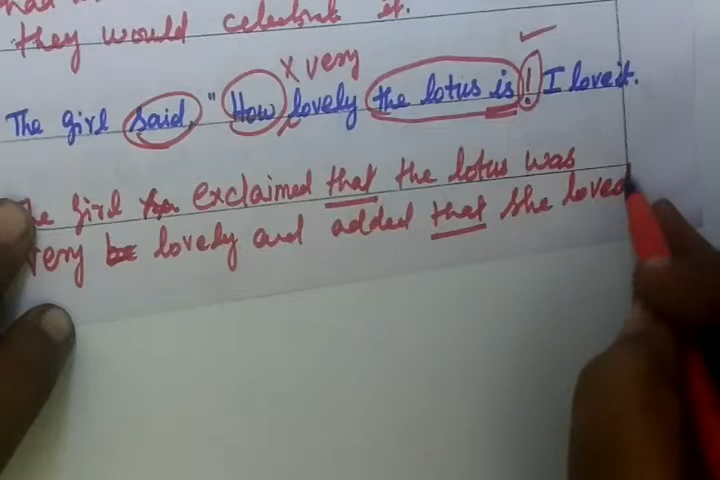 they would celebrate it.
x very
The girl said, "How lovely the lotus is! I love it.
girl exclaimed that the lotus was
very lovely and added that she loved